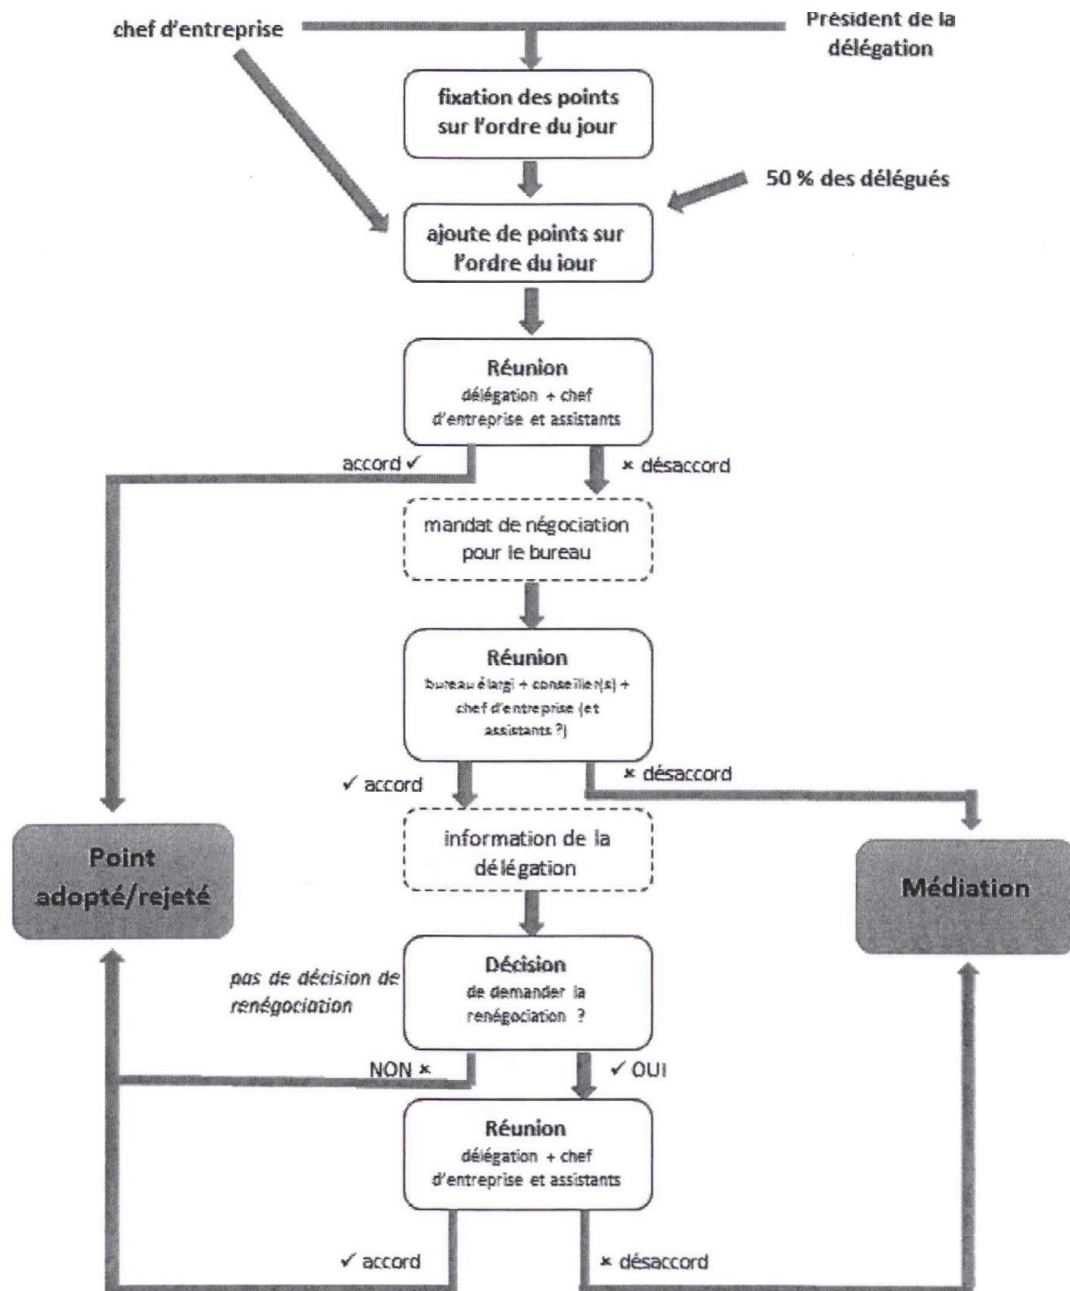 chef d'entreprise
Président de la
délégation
fixation des points
sur l'ordre du jour
50 % des délégués
ajoute de points sur
l'ordre du jour
Réunion
délégation + chef
d'entreprise et assistants
accord ✓
× désaccord
mandat de négociation
pour le bureau
Réunion
bureau élargi + conseiller(s) +
chef d'entreprise (et
assistants ?)
✓ accord
× désaccord
information de la
délégation
Point
adopté/rejeté
Médiation
Décision
de demander la
renégociation ?
pas de décision de
renégociation
NON ×
✓ OUI
Réunion
délégation + chef
d'entreprise et assistants
✓ accord
× désaccord